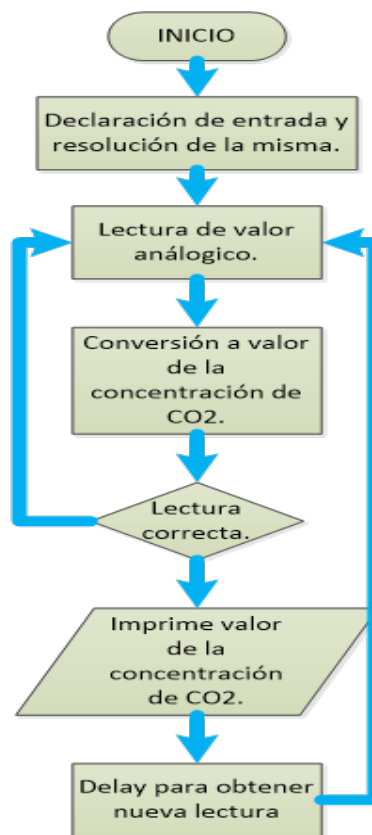 INICIO
Declaración de entrada y
resolución de la misma.
Lectura de valor
análogico.
Conversión a valor
de la
concentración de
CO2.
Lectura
correcta.
Imprime valor
de la
concentración
de CO2.
Delay para obtener
nueva lectura